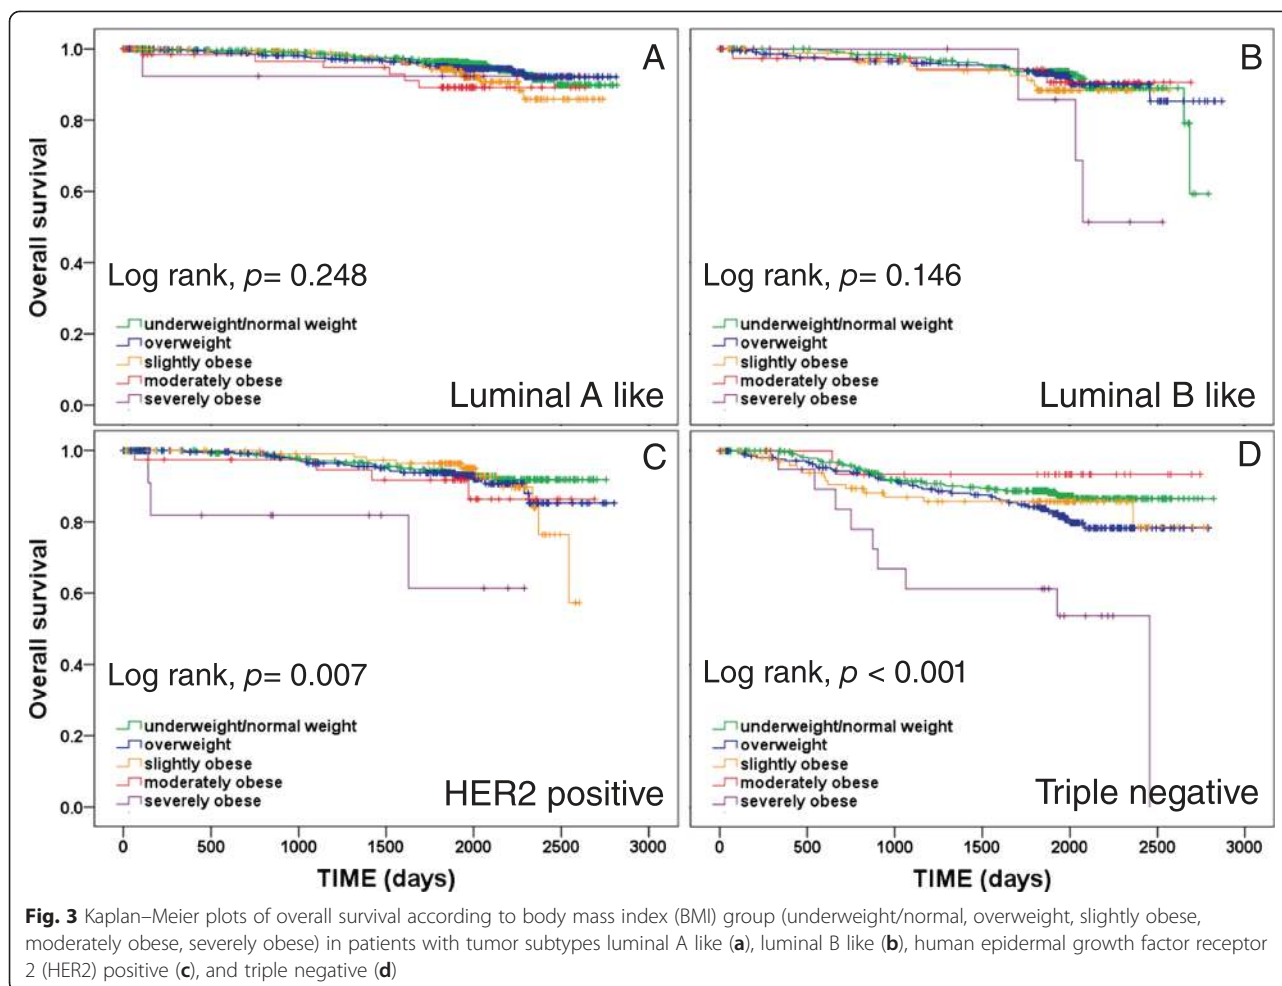 A
1.0
0.8
0.6
0.4
0.2
0.0
Overall survival
Log rank, p= 0.248
underweight/normal weight
overweight
slightly obese
moderately obese
severely obese
Luminal A like
B
Log rank, p= 0.146
underweight/normal weight
overweight
slightly obese
moderately obese
severely obese
Luminal B like
C
1.0
0.8
0.6
0.4
0.2
0.0
Overall survival
Log rank, p= 0.007
underweight/normal weight
overweight
slightly obese
moderately obese
severely obese
HER2 positive
0 500 1000 1500 2000 2500 3000
TIME (days)
D
Log rank, p < 0.001
underweight/normal weight
overweight
slightly obese
moderately obese
severely obese
Triple negative
0 500 1000 1500 2000 2500 3000
TIME (days)
Fig. 3 Kaplan–Meier plots of overall survival according to body mass index (BMI) group (underweight/normal, overweight, slightly obese,
moderately obese, severely obese) in patients with tumor subtypes luminal A like (a), luminal B like (b), human epidermal growth factor receptor
2 (HER2) positive (c), and triple negative (d)